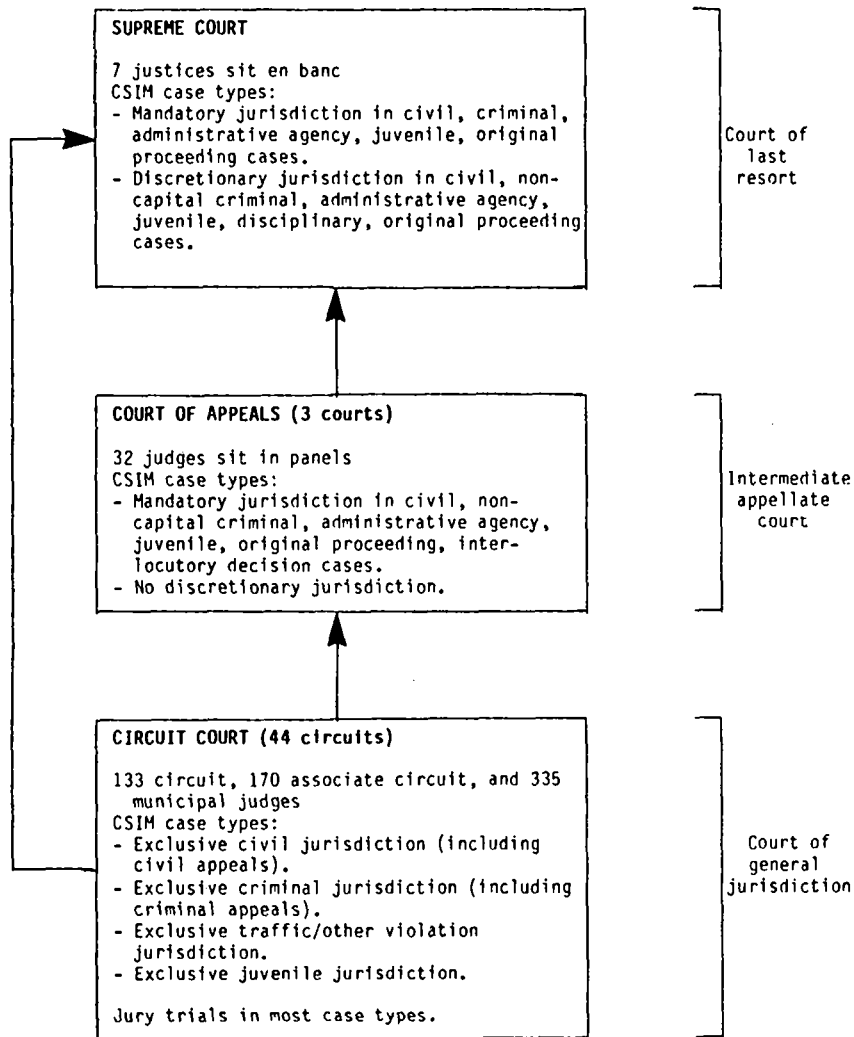 SUPREME COURT
7 justices sit en banc
CSIM case types:
- Mandatory jurisdiction in civil, criminal,
administrative agency, juvenile, original
proceeding cases.
- Discretionary jurisdiction in civil, non-
capital criminal, administrative agency,
juvenile, disciplinary, original proceeding
cases.
Court of
last
resort
COURT OF APPEALS (3 courts)
32 judges sit in panels
CSIM case types:
- Mandatory jurisdiction in civil, non-
capital criminal, administrative agency,
juvenile, original proceeding, inter-
locutory decision cases.
- No discretionary jurisdiction.
Intermediate
appellate
court
CIRCUIT COURT (44 circuits)
133 circuit, 170 associate circuit, and 335
municipal judges
CSIM case types:
- Exclusive civil jurisdiction (including
civil appeals).
- Exclusive criminal jurisdiction (including
criminal appeals).
- Exclusive traffic/other violation
jurisdiction.
- Exclusive juvenile jurisdiction.
Jury trials in most case types.
Court of
general
jurisdiction